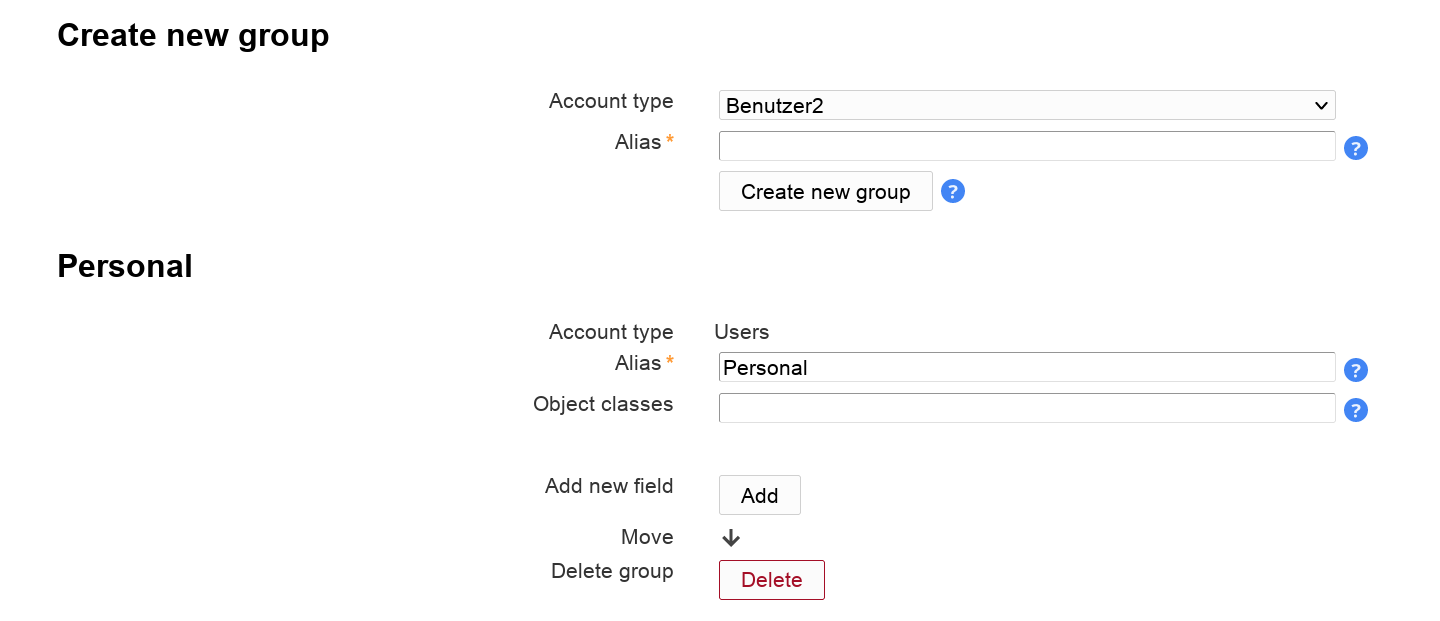 Create new group
Account type Benutzer2
Alias *
?
Create new group ?
Personal
Account type Users
Alias * Personal ?
Object classes ?
Add new field Add
Move
Delete group Delete